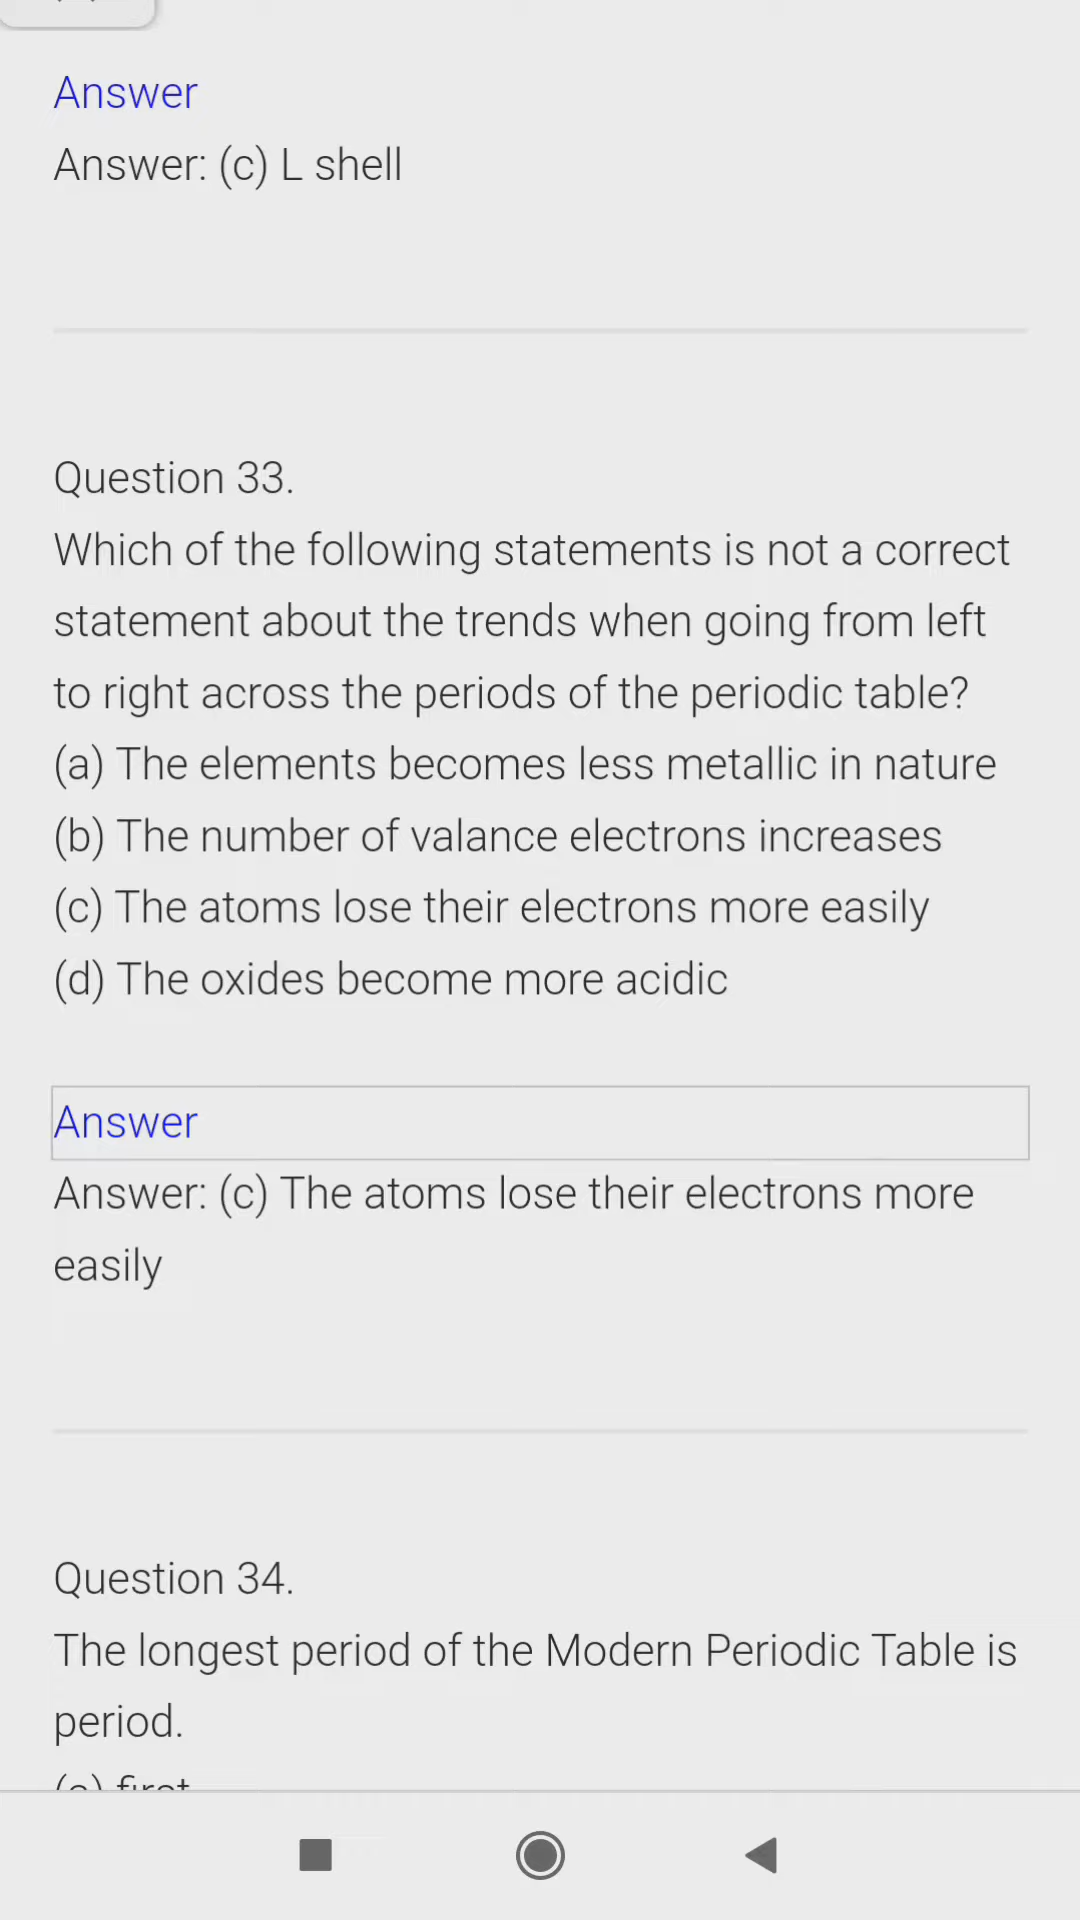 Answer
Answer: (c) L shell
Question 33.
Which of the following statements is not a correct
statement about the trends when going from left
to right across the periods of the periodic table?
(a) The elements becomes less metallic in nature
(b) The number of valance electrons increases
(c) The atoms lose their electrons more easily
(d) The oxides become more acidic
Answer
Answer: (c) The atoms lose their electrons more
easily
Question 34.
The longest period of the Modern Periodic Table is
period.
(a) first